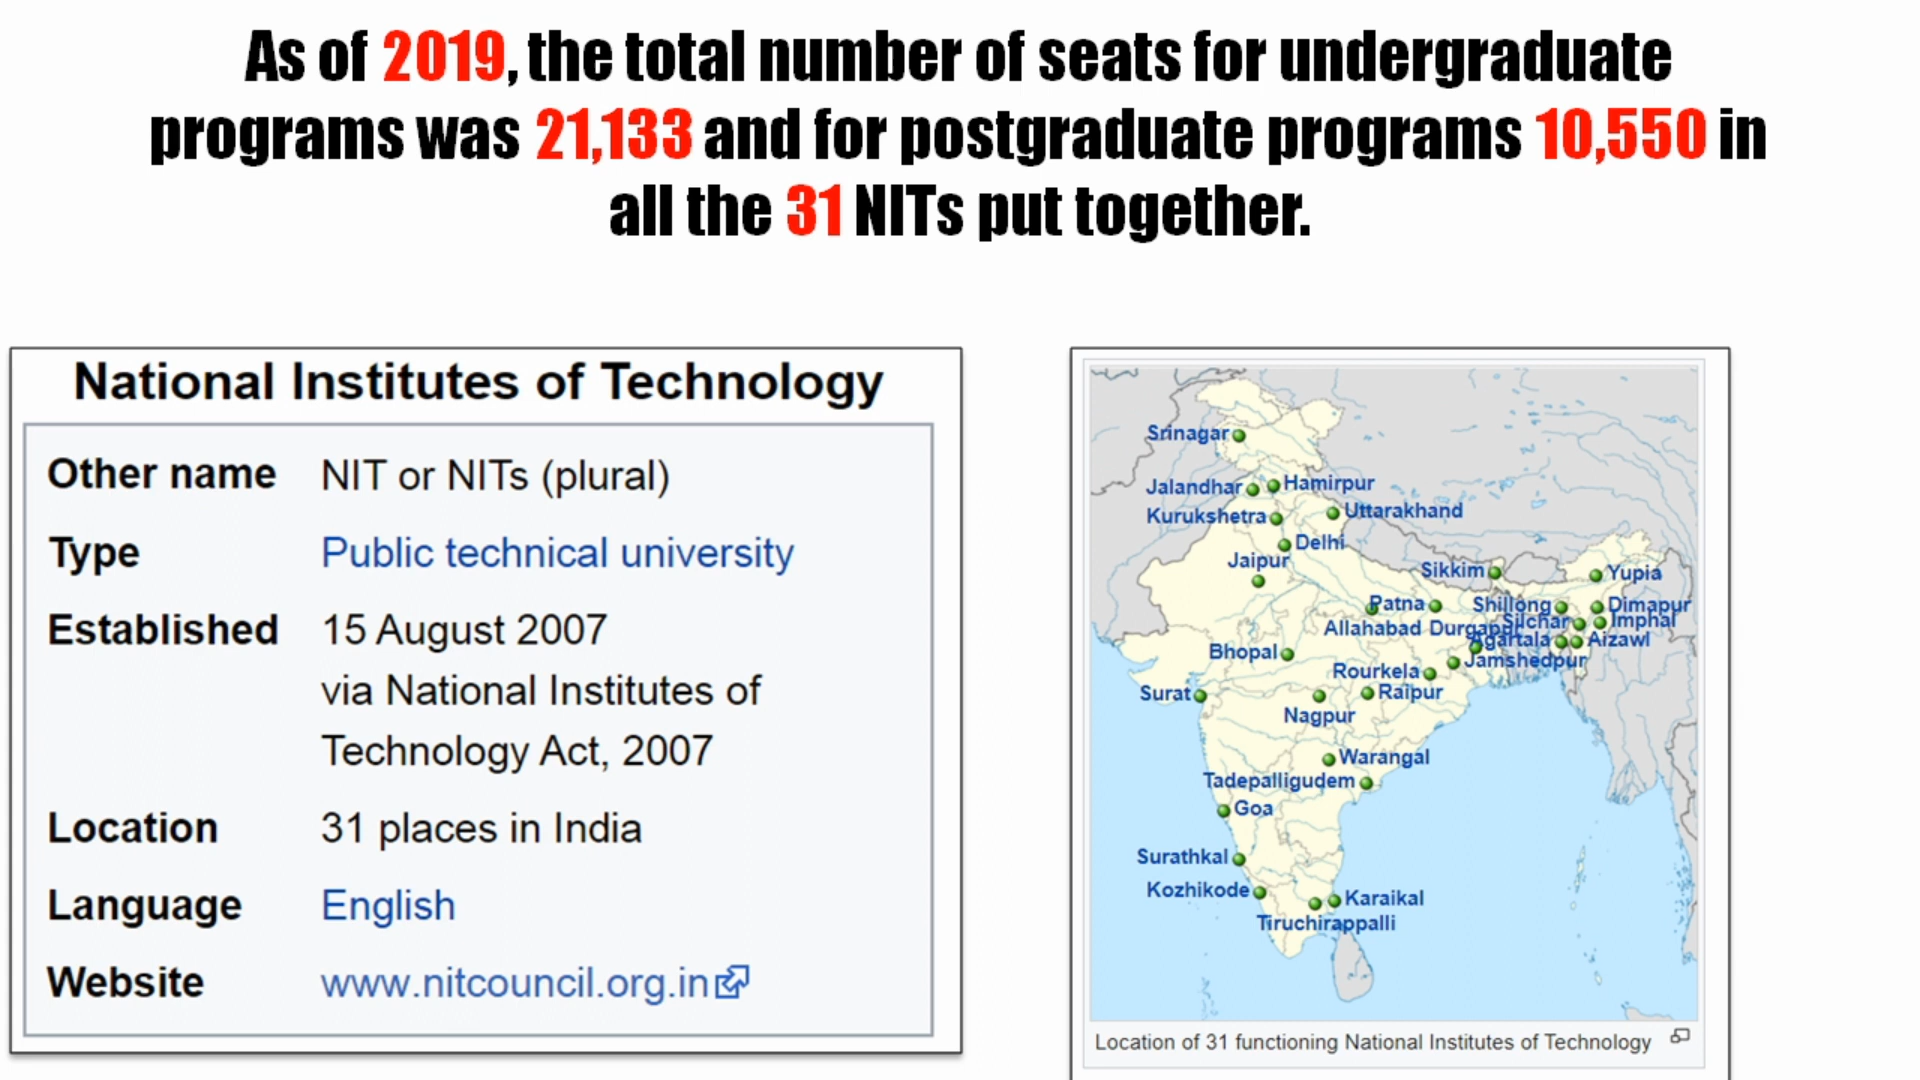 As of 2019, the total number of seats for undergraduate
programs was 21,133 and for postgraduate programs 10,550 in
all the 31 NITs put together.
National Institutes of Technology
Other name NIT or NITs (plural)
Type Public technical university
Established 15 August 2007
via National Institutes of
Technology Act, 2007
Location 31 places in India
Language English
Website www.nitcouncil.org.in
Srinagar
Jalandhar Hamirpur
Kurukshetra Uttarakhand
Delhi
Jaipur
Sikkim Yupia
Patna Shillong Dimapur
Allahabad Durgapur Silchar Imphal
Agartala Aizawl
Bhopal Jamshedpur
Rourkela
Surat Raipur
Nagpur
Warangal
Tadepalligudem
Goa
Surathkal
Kozhikode Karaikal
Tiruchirappalli
Location of 31 functioning National Institutes of Technology